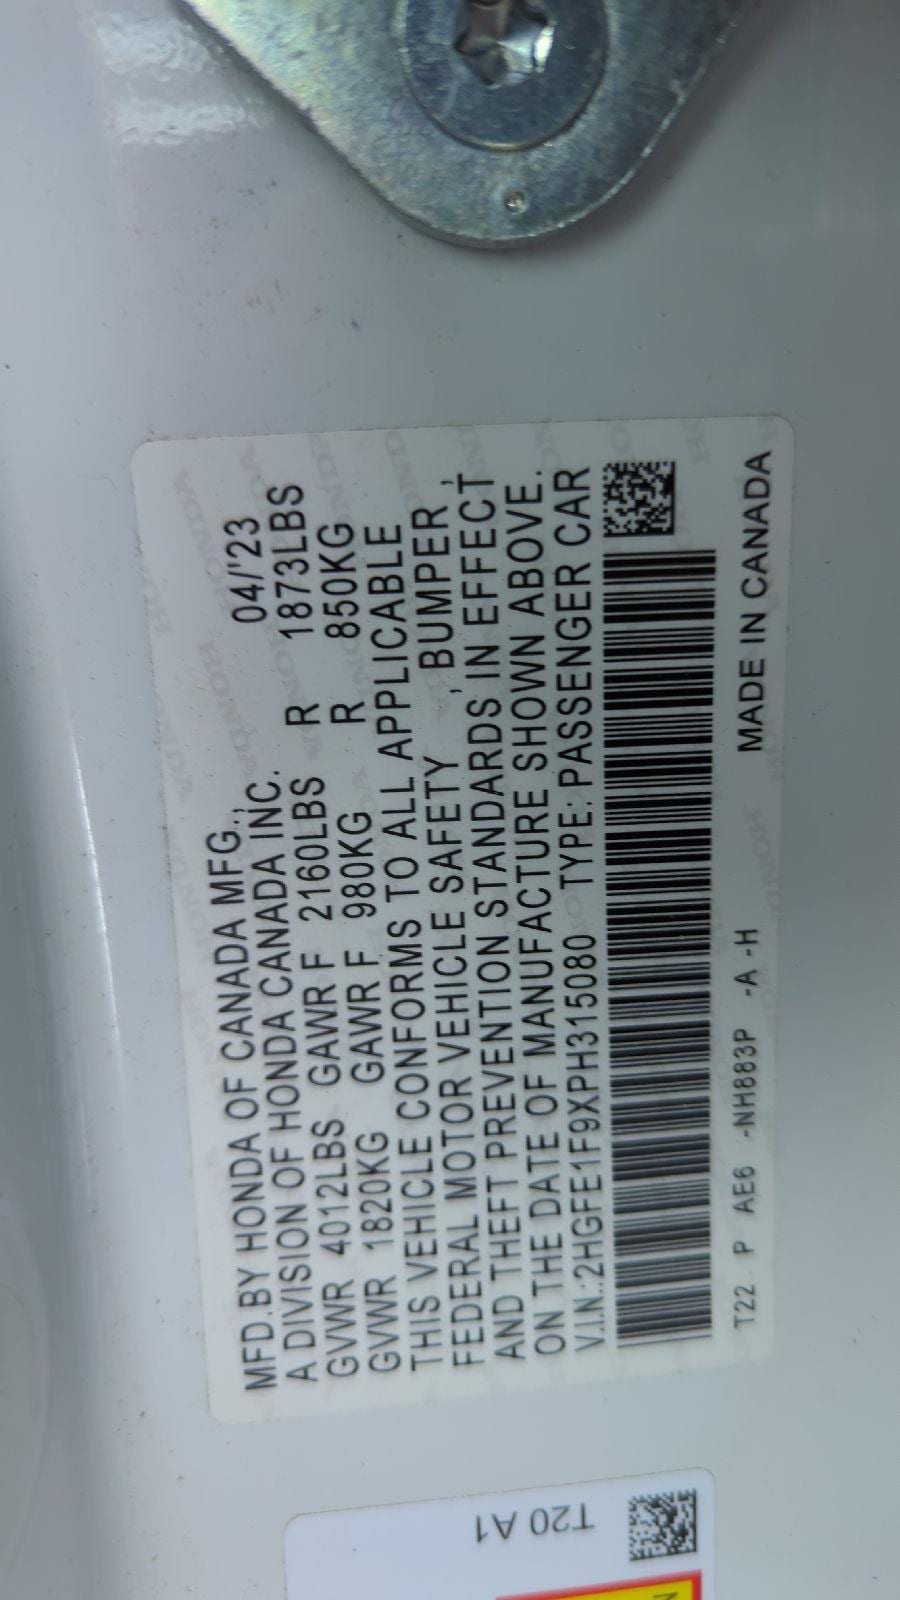 MFD.BY HONDA OF CANADA MFG., 04/'23
A DIVISION OF HONDA CANADA INC.
GVWR 4012LBS GAWR F 2160LBS R 1873LBS
GVWR 1820KG GAWR F 980KG R 850KG
THIS VEHICLE CONFORMS TO ALL APPLICABLE
FEDERAL MOTOR VEHICLE SAFETY , BUMPER ,
AND THEFT PREVENTION STANDARDS IN EFFECT
ON THE DATE OF MANUFACTURE SHOWN ABOVE.
V.I.N.:2HGFE1F9XPH315080 TYPE: PASSENGER CAR
MADE IN CANADA
T22 P AE6 -NH883P -A -H
T20 A1